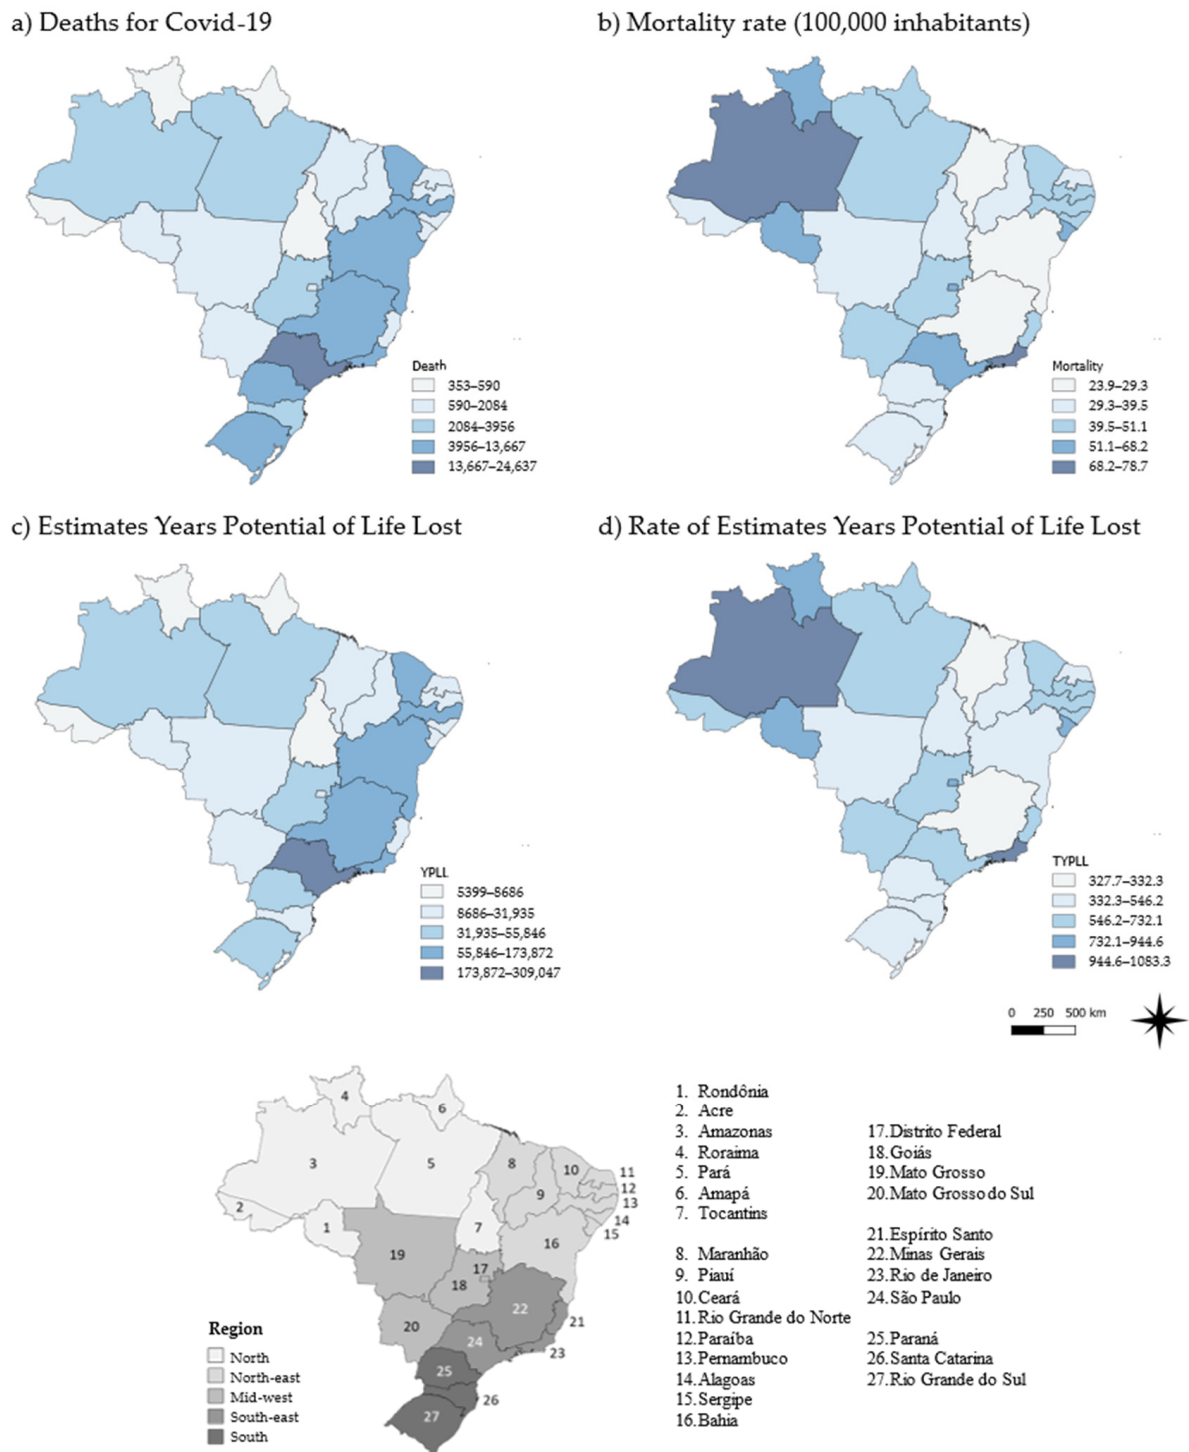 a) Deaths for Covid-19
b) Mortality rate (100,000 inhabitants)
Death
353–590
590–2084
2084–3956
3956–13,667
13,667–24,637
Mortality
23.9–29.3
29.3–39.5
39.5–51.1
51.1–68.2
68.2–78.7
c) Estimates Years Potential of Life Lost
d) Rate of Estimates Years Potential of Life Lost
YPLL
5399–8686
8686–31,935
31,935–55,846
55,846–173,872
173,872–309,047
TYPLL
327.7–332.3
332.3–546.2
546.2–732.1
732.1–944.6
944.6–1083.3
0 250 500 km
4
6
3
5
8
10
11
12
13
14
15
9
2
1
7
16
19
17
18
22
20
21
24
23
25
26
27
Region
North
North-east
Mid-west
South-east
South
1. Rondônia
2. Acre
3. Amazonas
4. Roraima
5. Pará
6. Amapá
7. Tocantins
8. Maranhão
9. Piauí
10.Ceará
11.Rio Grande do Norte
12.Paraíba
13.Pernambuco
14.Alagoas
15.Sergipe
16.Bahia
17.Distrito Federal
18.Goiás
19.Mato Grosso
20.Mato Grosso do Sul
21.Espírito Santo
22.Minas Gerais
23.Rio de Janeiro
24.São Paulo
25.Paraná
26.Santa Catarina
27.Rio Grande do Sul